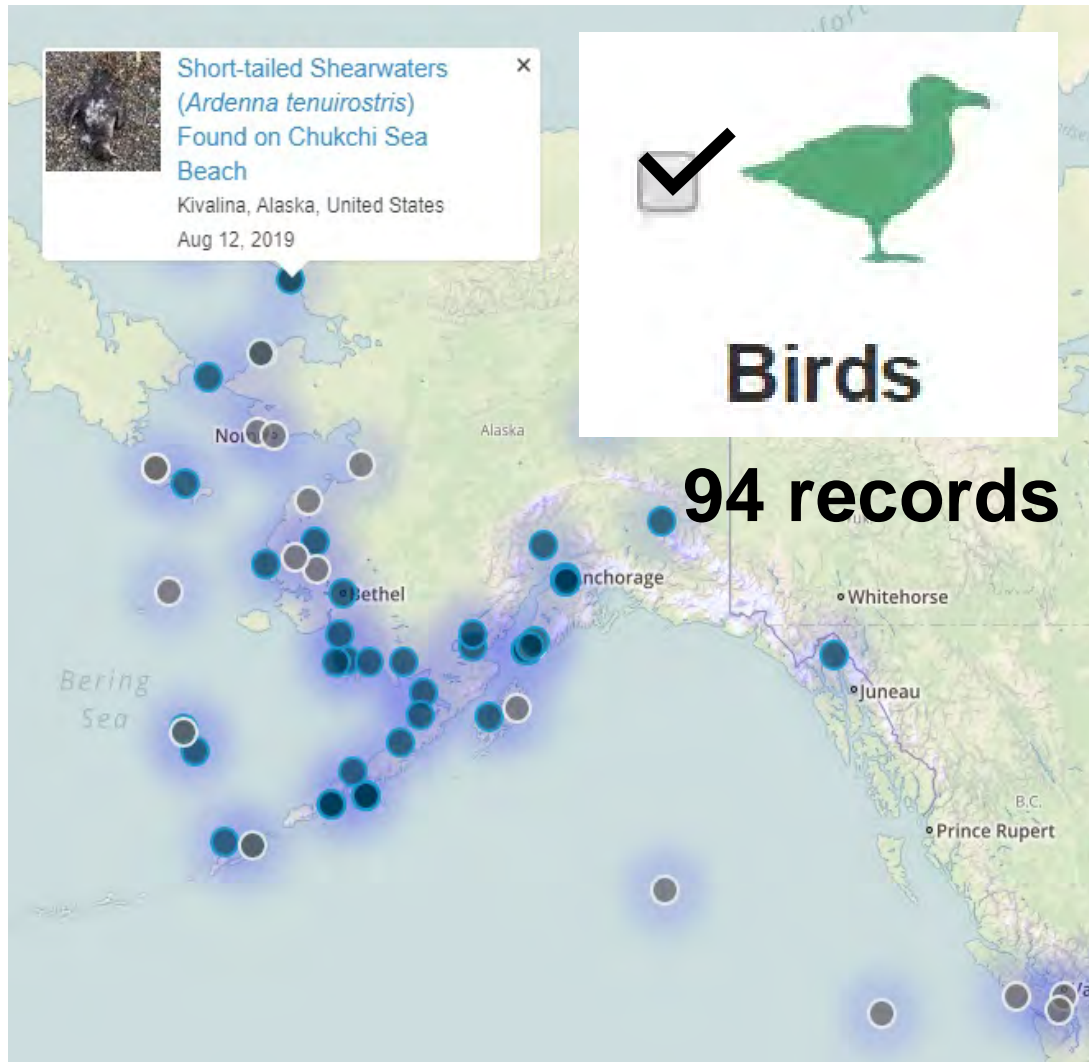 Short-tailed Shearwaters
(Ardenna tenuirostris)
Found on Chukchi Sea
Beach
Kivalina, Alaska, United States
Aug 12, 2019
×
Birds
94 records
Alaska
Anchorage
Bethel
Whitehorse
Juneau
Bering
Sea
B.C.
Prince Rupert